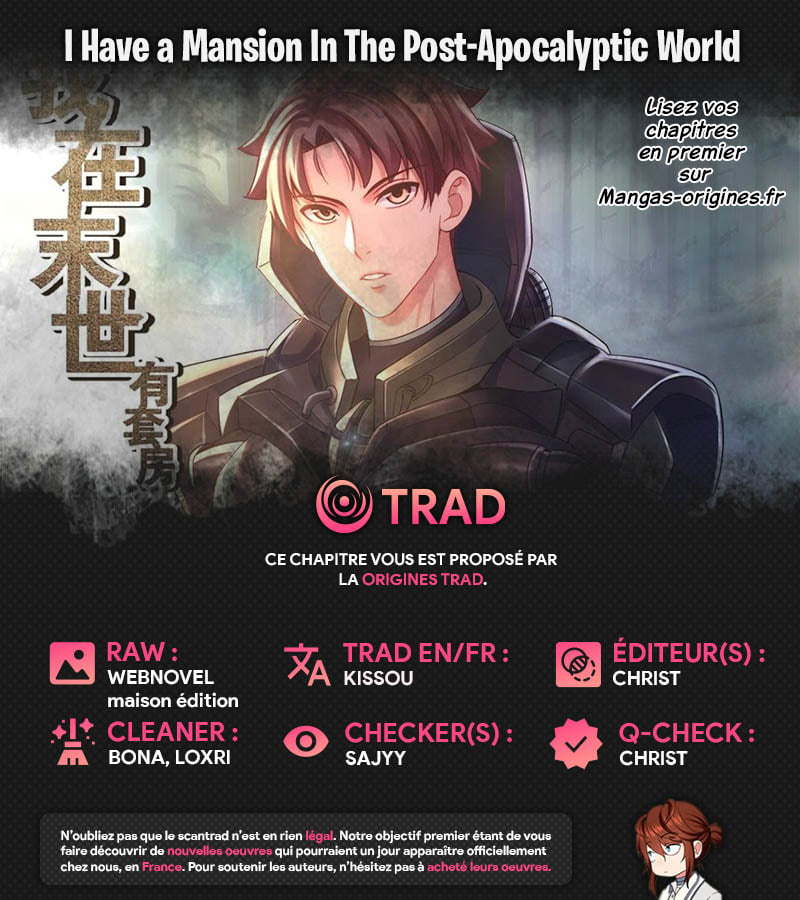 I Have a Mansion In The Post-Apocalyptic World
我在末世有套房
Lisez vos
chapitres
en premier
sur
Mangas-origines.fr
TRAD
CE CHAPITRE VOUS EST PROPOSÉ PAR
LA ORIGINES TRAD.
RAW :
WEBNOVEL
maison édition
TRAD EN/FR :
KISSOU
ÉDITEUR(S) :
CHRIST
CLEANER :
BONA, LOXRI
CHECKER(S) :
SAJYY
Q-CHECK :
CHRIST
N'oubliez pas que le scantrad n'est en rien légal. Notre objectif premier étant de vous
faire découvrir de nouvelles oeuvres qui pourraient un jour apparaître officiellement
chez nous, en France. Pour soutenir les auteurs, n'hésitez pas à acheté leurs oeuvres.